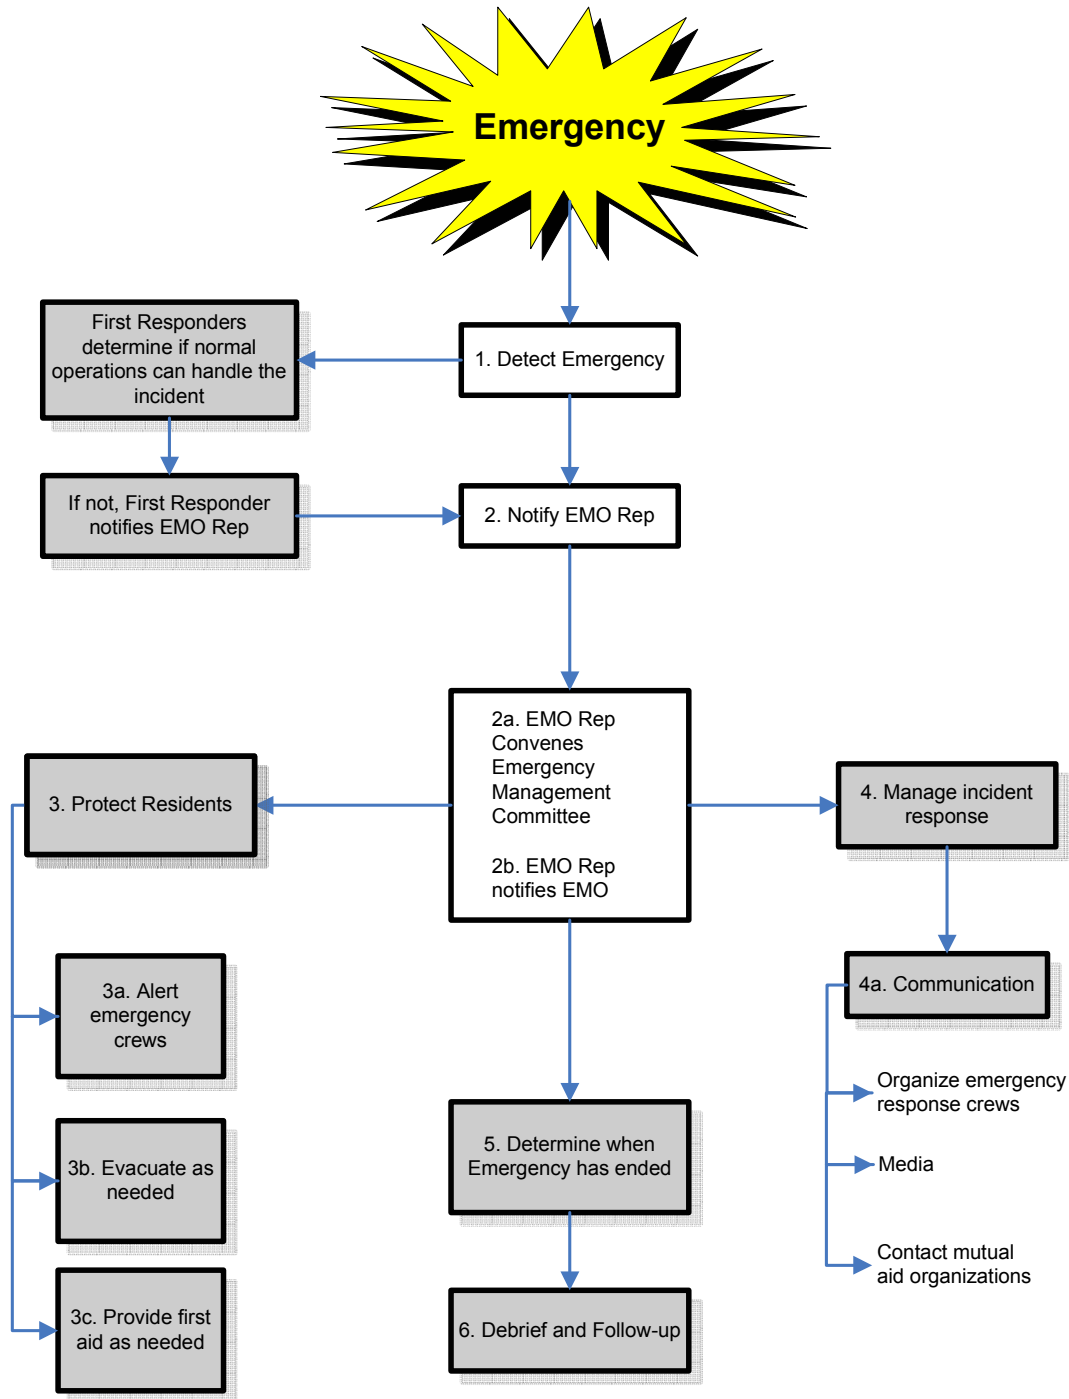 Emergency
First Responders
determine if normal
operations can handle the
incident
1. Detect Emergency
If not, First Responder
notifies EMO Rep
2. Notify EMO Rep
2a. EMO Rep
Convenes
Emergency
Management
Committee
2b. EMO Rep
notifies EMO
3. Protect Residents
4. Manage incident
response
3a. Alert
emergency
crews
4a. Communication
Organize emergency
response crews
3b. Evacuate as
needed
5. Determine when
Emergency has ended
Media
Contact mutual
aid organizations
3c. Provide first
aid as needed
6. Debrief and Follow-up